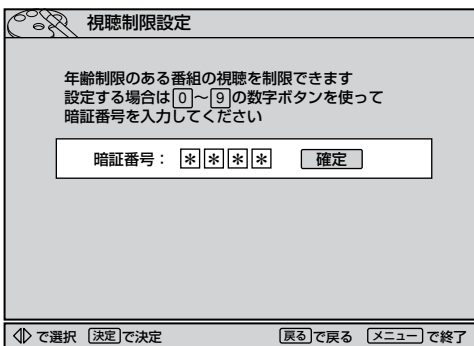 視聴制限設定
年齢制限のある番組の視聴を制限できます
設定する場合は0～9の数字ボタンを使って
暗証番号を入力してください
暗証番号： ＊＊＊＊ 確定
で選択 決定で決定 戻るで戻る メニューで終了